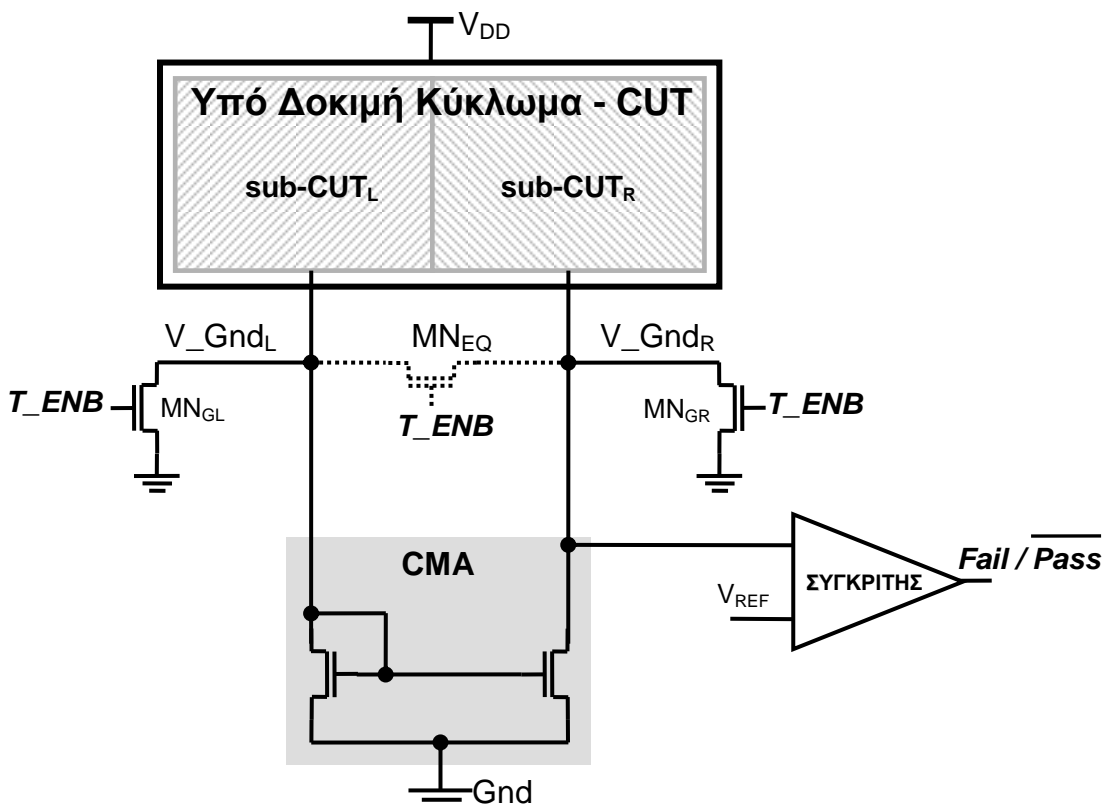 V_DD
Υπό Δοκιμή Κύκλωμα - CUT
sub-CUT_L
sub-CUT_R
V_Gnd_L
MN_EQ
V_Gnd_R
T_ENB
MN_GL
T_ENB
MN_GR
T_ENB
CMA
Fail / Pass
ΣΥΓΚΡΙΤΗΣ
V_REF
Gnd